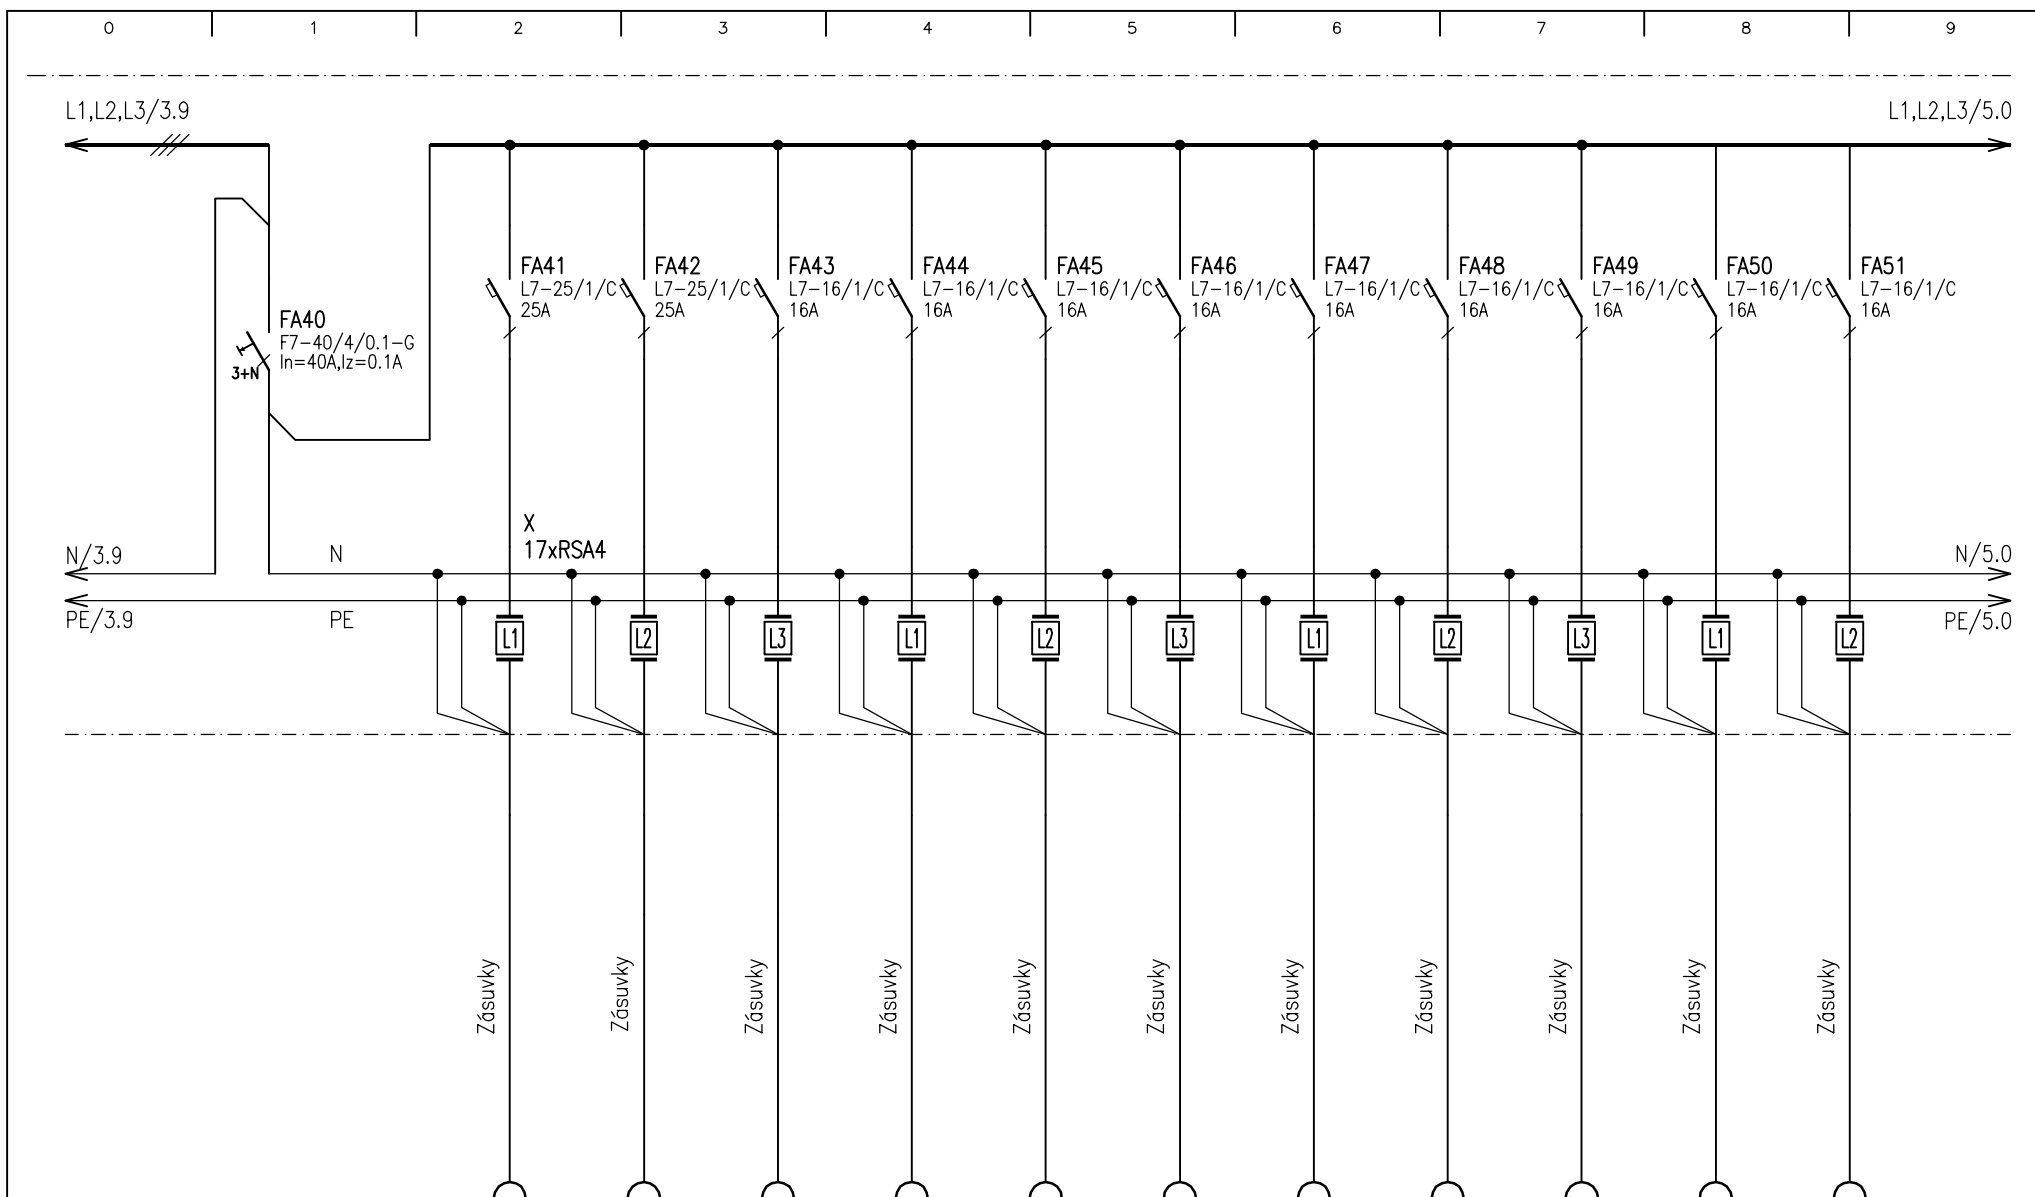 0 1 2 3 4 5 6 7 8 9
L1,L2,L3/3.9
L1,L2,L3/5.0
FA40
F7-40/4/0.1-G
In=40A,Iz=0.1A
3+N
FA41
L7-25/1/C
25A
FA42
L7-25/1/C
25A
FA43
L7-16/1/C
16A
FA44
L7-16/1/C
16A
FA45
L7-16/1/C
16A
FA46
L7-16/1/C
16A
FA47
L7-16/1/C
16A
FA48
L7-16/1/C
16A
FA49
L7-16/1/C
16A
FA50
L7-16/1/C
16A
FA51
L7-16/1/C
16A
X
17xRSA4
N/3.9
N
N/5.0
PE/3.9
PE
PE/5.0
L1 L2 L3 L1 L2 L3 L1 L2 L3 L1 L2
Zásuvky
Zásuvky
Zásuvky
Zásuvky
Zásuvky
Zásuvky
Zásuvky
Zásuvky
Zásuvky
Zásuvky
Zásuvky